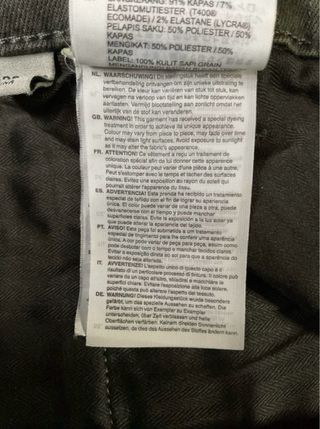 91% KAPAS / 7%
ELASTOMUTIESTER (T400®
ECOMADE) / 2% ELASTANE (LYCRA®)
PELAPIS SAKU: 50% POLIESTER / 50%
KAPAS
MENGIKAT: 50% POLIESTER / 50%
KAPAS
LABEL: 100% KULIT SAPI GRAIN
NL. WAARSCHUWING! Dit kledingstuk heeft een speciale
verfbehandeling ontvangen om zijn unieke uitstraling te
bereiken. De kleur kan variëren van stuk tot stuk, kan
vervagen na verloop van tijd en kan lichte oppervlakken
aantasten. Vermijd blootstelling aan zonlicht omdat dit
het uiterlijk van de stof kan veranderen.
GB. WARNING! This garment has received a special dyeing
treatment in order to achieve its unique appearance.
Colour may vary from piece to piece, may fade over time
and may stain light surfaces. Avoid exposure to sunlight
as it may alter the fabric's appearance.
FR. ATTENTION! Ce vêtement a reçu un traitement de
coloration spécial afin de lui donner cette apparence
unique. La couleur peut varier d'une pièce à une autre.
Peut s'estomper avec le temps et tacher des surfaces
claires. Evitez une exposition au rayon du soleil qui
pourrait altérer l'apparence du tissu.
ES. ADVERTENCIA! Esta prenda ha recibido un tratamiento
especial de teñido con el fin de lograr su apariencia
única. El color puede variar de una pieza a otra, puede
desvanecerse con el tiempo y puede manchar
superficies claras. Evite la exposición a la luz solar ya
que puede alterar la apariencia del tejido.
PT. AVISO! Esta peça foi submetida a um tratamento
especial de tingimento para lhe conferir uma aparência
única. A cor pode variar de peça para peça, assim como
pode debotar com o tempo e manchar tecidos claros.
Evite a exposição ao sol para que a aparência do
tecido não seja alterada.
IT. AVVERTENZE! L'aspetto unico di questo capo è il
risultato di un particolare processo di tintura. Il colore può
variare da un capo all'altro, sbiadirsi e macchiare le
superfici chiare. Evitare l'esposizione alla luce solare in
quanto può alterare l'aspetto del tessuto.
DE. WARNUNG! Dieses Kleidungsstück wurde besonders
gefärbt, um das spezielle Aussehen zu schaffen. Die
Farbe kann sich von Exemplar zu Exemplar
unterscheiden, über Zeit verblassen und helle
Oberflächen verfärben. Keinem direkten Sonnenlicht
aussetzen, da dies das Aussehen des Stoffes ändern kann.